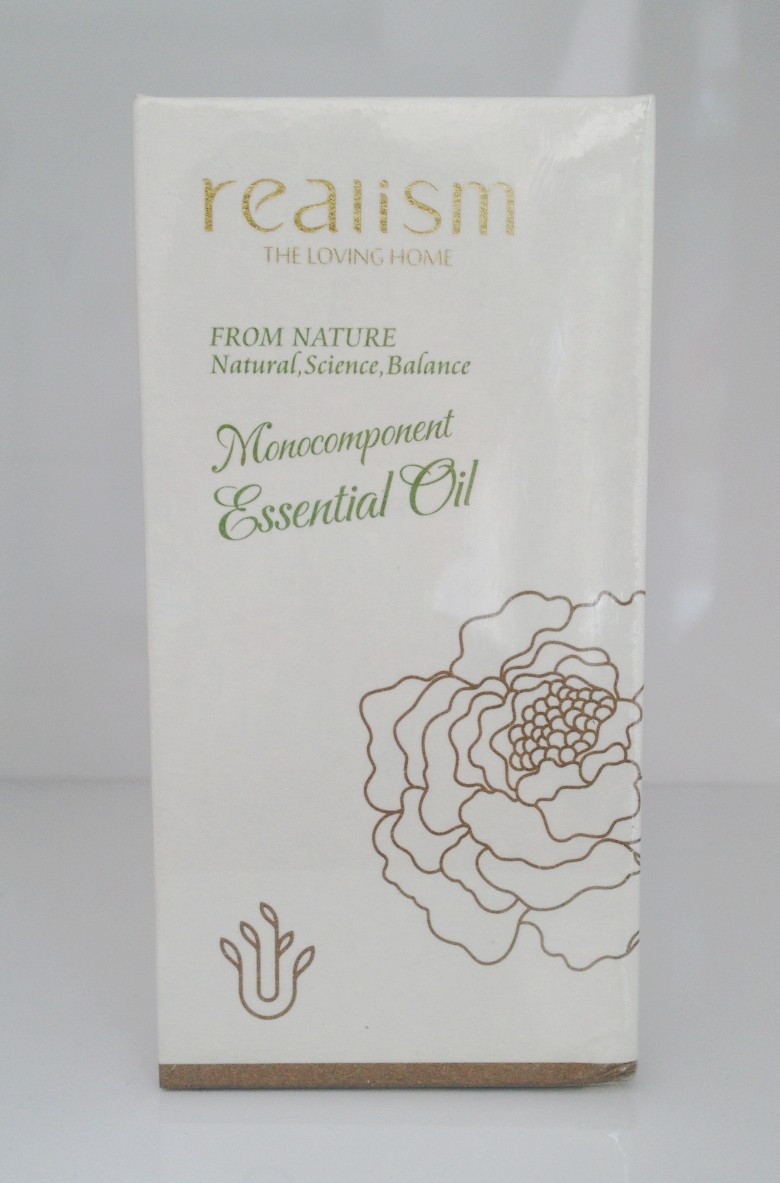 realism
THE LOVING HOME
FROM NATURE
Natural,Science,Balance
Monocomponent
Essential Oil